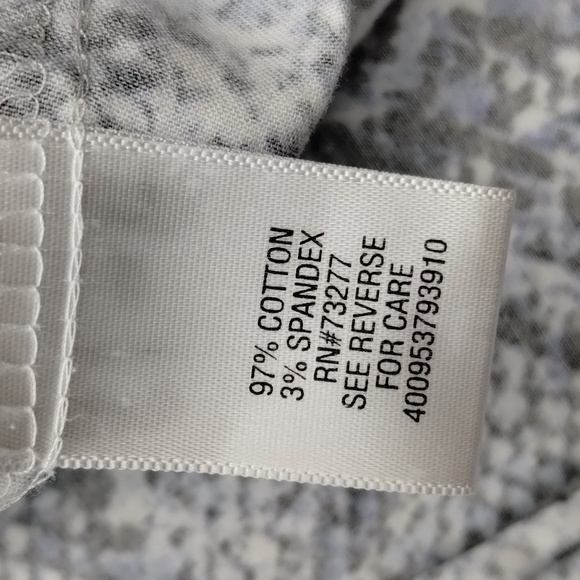 97% COTTON
3% SPANDEX
RN#73277
SEE REVERSE
FOR CARE
400953793910